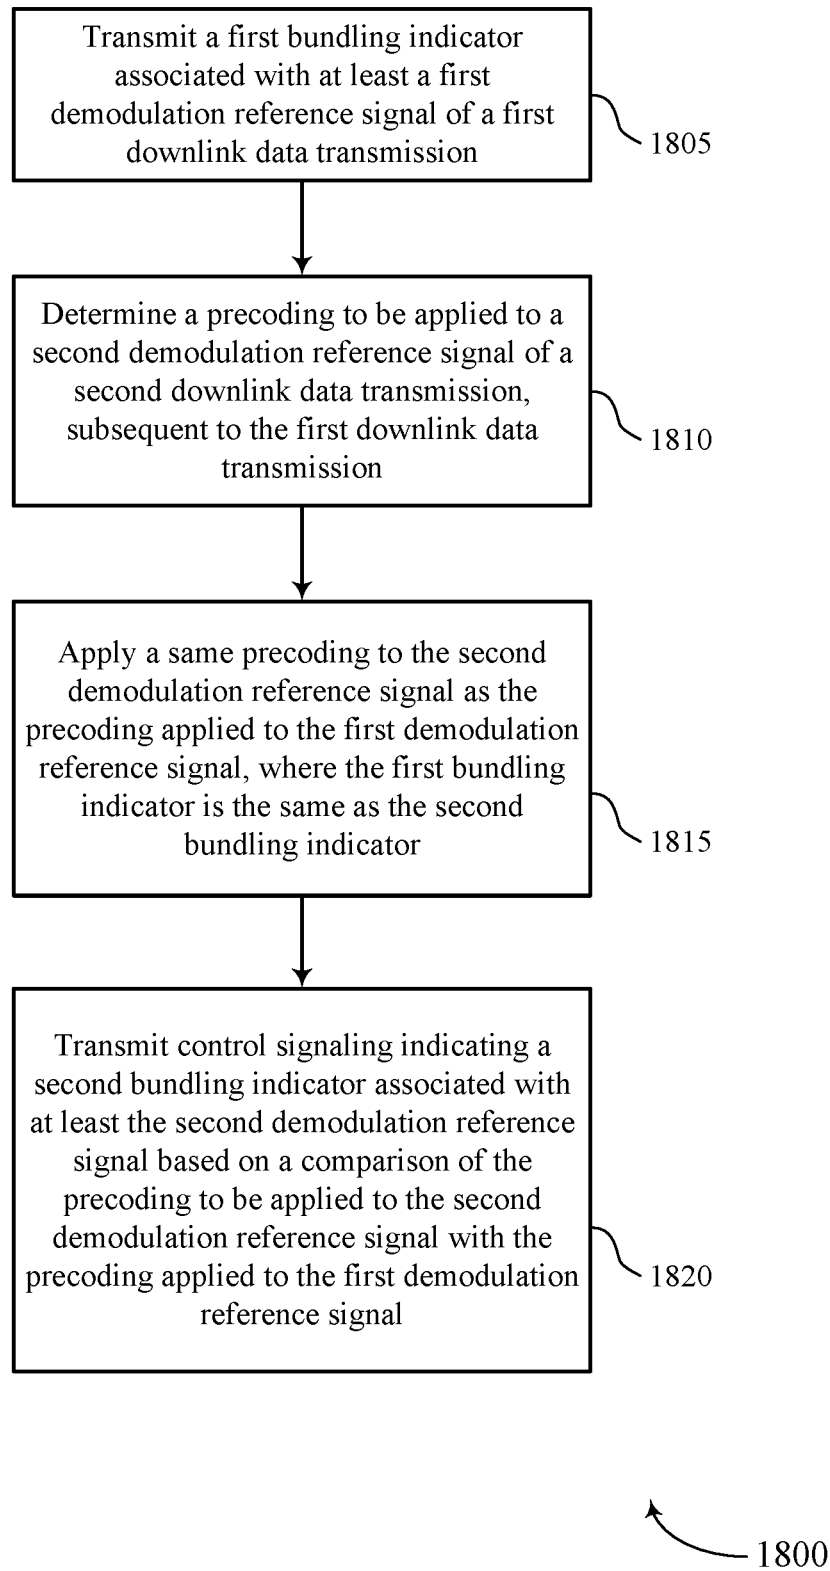 Transmit a first bundling indicator
associated with at least a first
demodulation reference signal of a first
downlink data transmission
1805
Determine a precoding to be applied to a
second demodulation reference signal of a
second downlink data transmission,
subsequent to the first downlink data
transmission
1810
Apply a same precoding to the second
demodulation reference signal as the
precoding applied to the first demodulation
reference signal, where the first bundling
indicator is the same as the second
bundling indicator
1815
Transmit control signaling indicating a
second bundling indicator associated with
at least the second demodulation reference
signal based on a comparison of the
precoding to be applied to the second
demodulation reference signal with the
precoding applied to the first demodulation
reference signal
1820
1800